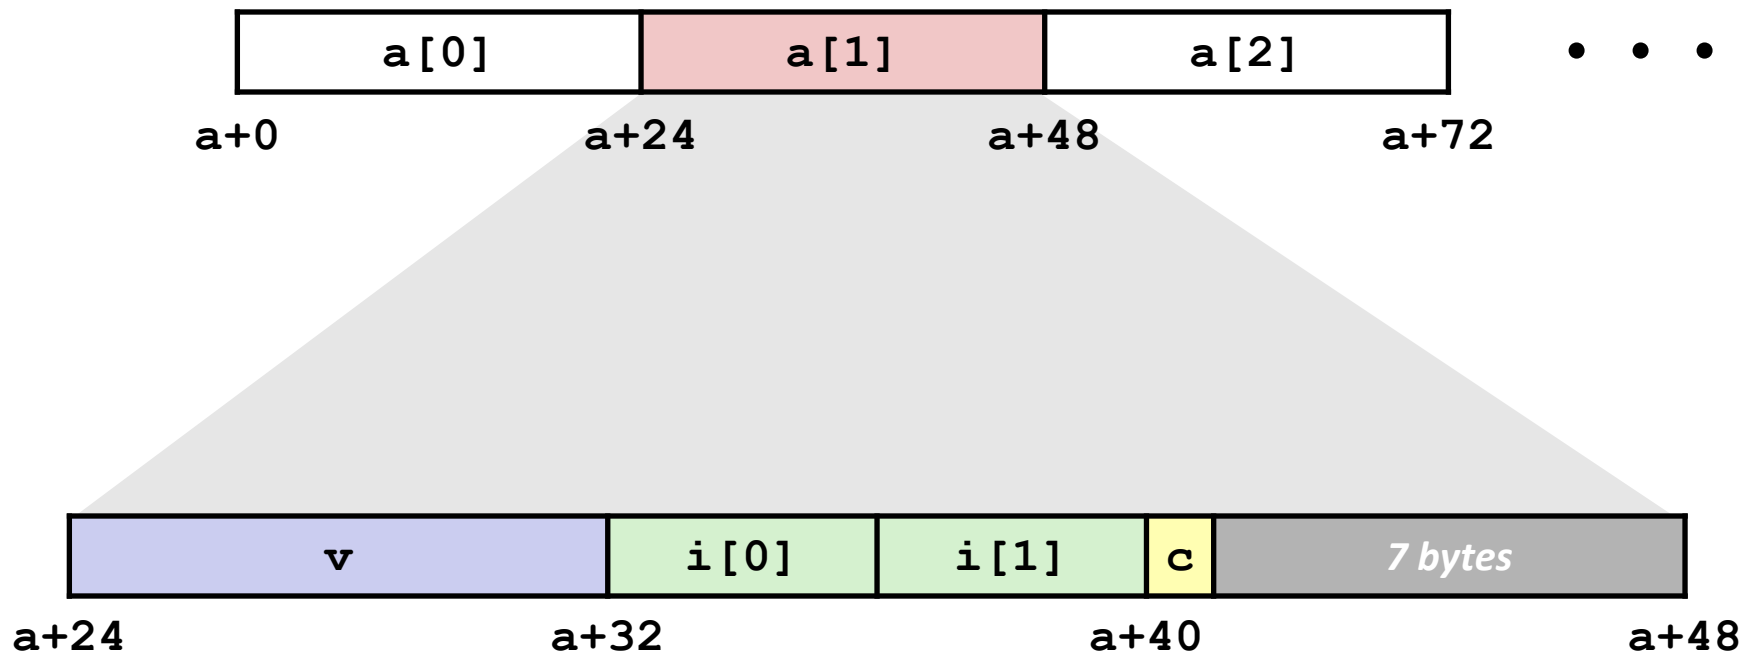 a[0] a[1] a[2] • • •
a+0 a+24 a+48 a+72
v i[0] i[1] c 7 bytes
a+24 a+32 a+40 a+48